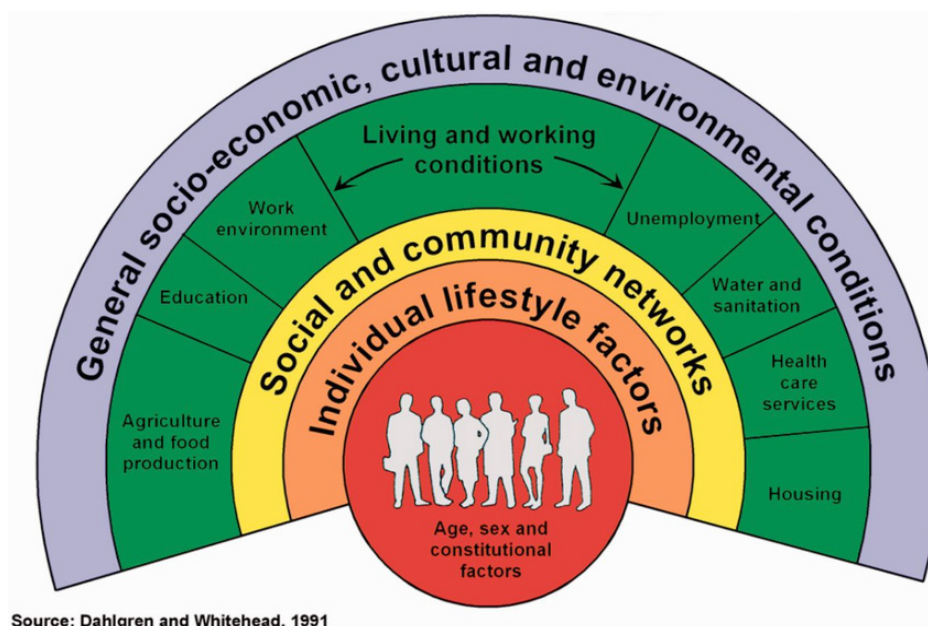 General socio-economic, cultural and environmental conditions
Living and working
conditions
Work
environment
Education
Agriculture
and food
production
Unemployment
Water and
sanitation
Health
care
services
Housing
Social and community networks
Individual lifestyle factors
Age, sex and
constitutional
factors
Source: Dahlgren and Whitehead, 1991